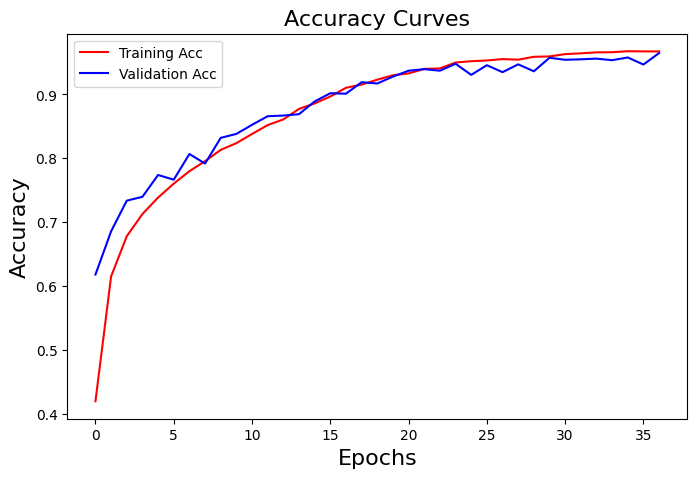 Accuracy Curves
Training Acc
Validation Acc
Accuracy
0.9
0.8
0.7
0.6
0.5
0.4
0 5 10 15 20 25 30 35
Epochs